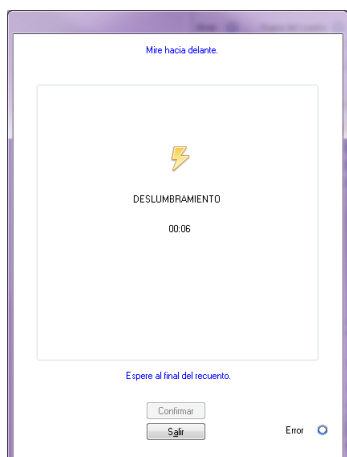 Mire hacia delante.
DESLUMBRAMIENTO
00:06
Espere al final del recuento.
Confirmar
Salir
Error